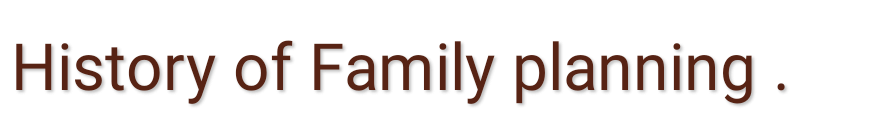 History of Family planning .